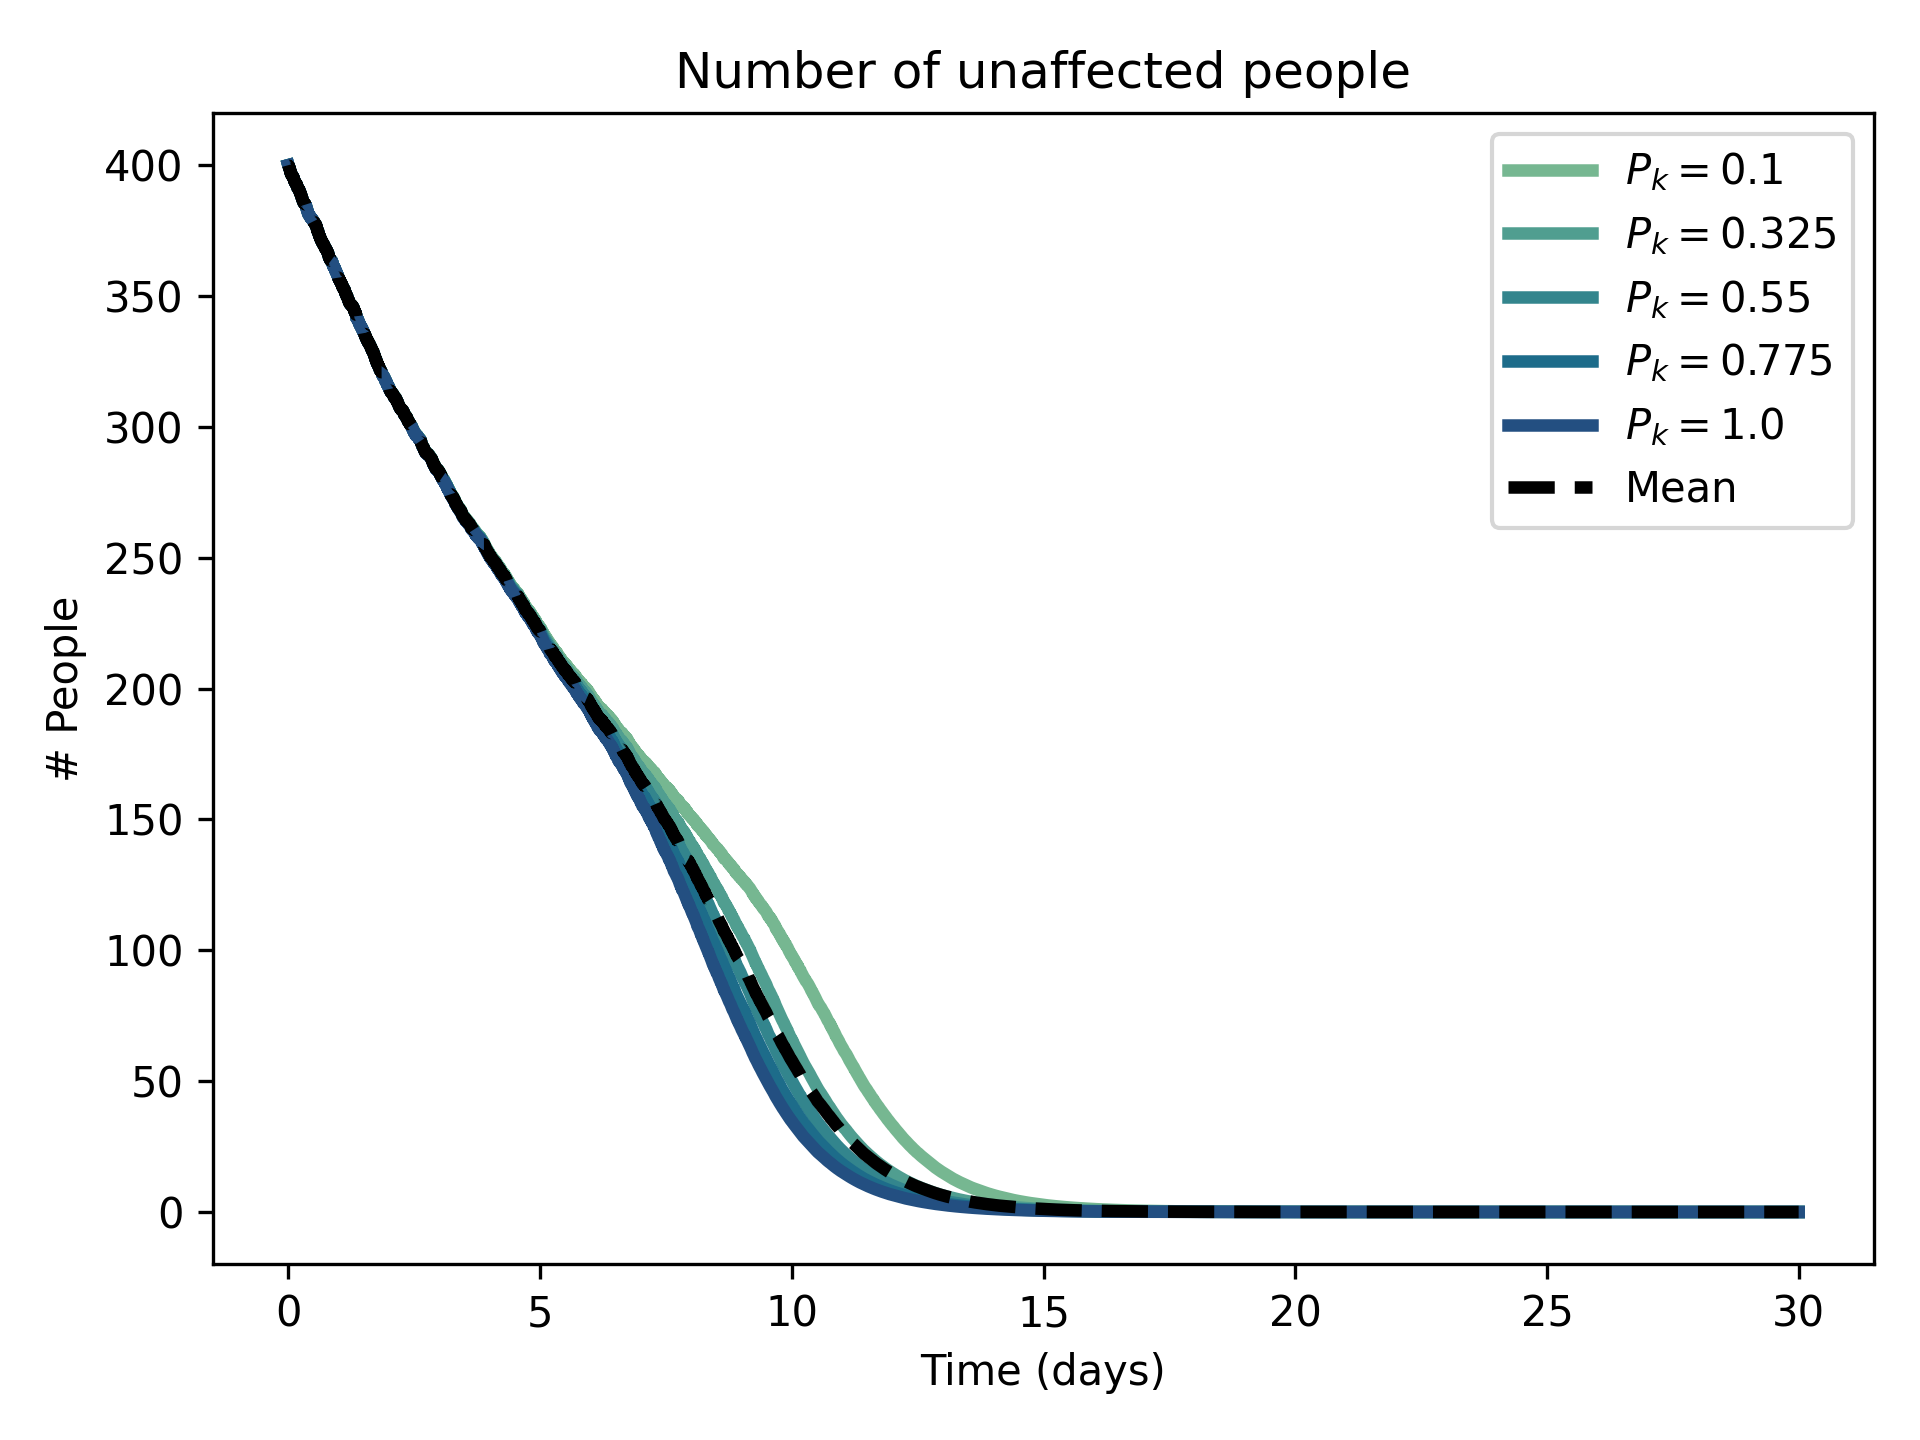 Number of unaffected people
400
350
300
250
200
150
100
50
0
# People
0 5 10 15 20 25 30
Time (days)
P_k = 0.1
P_k = 0.325
P_k = 0.55
P_k = 0.775
P_k = 1.0
Mean